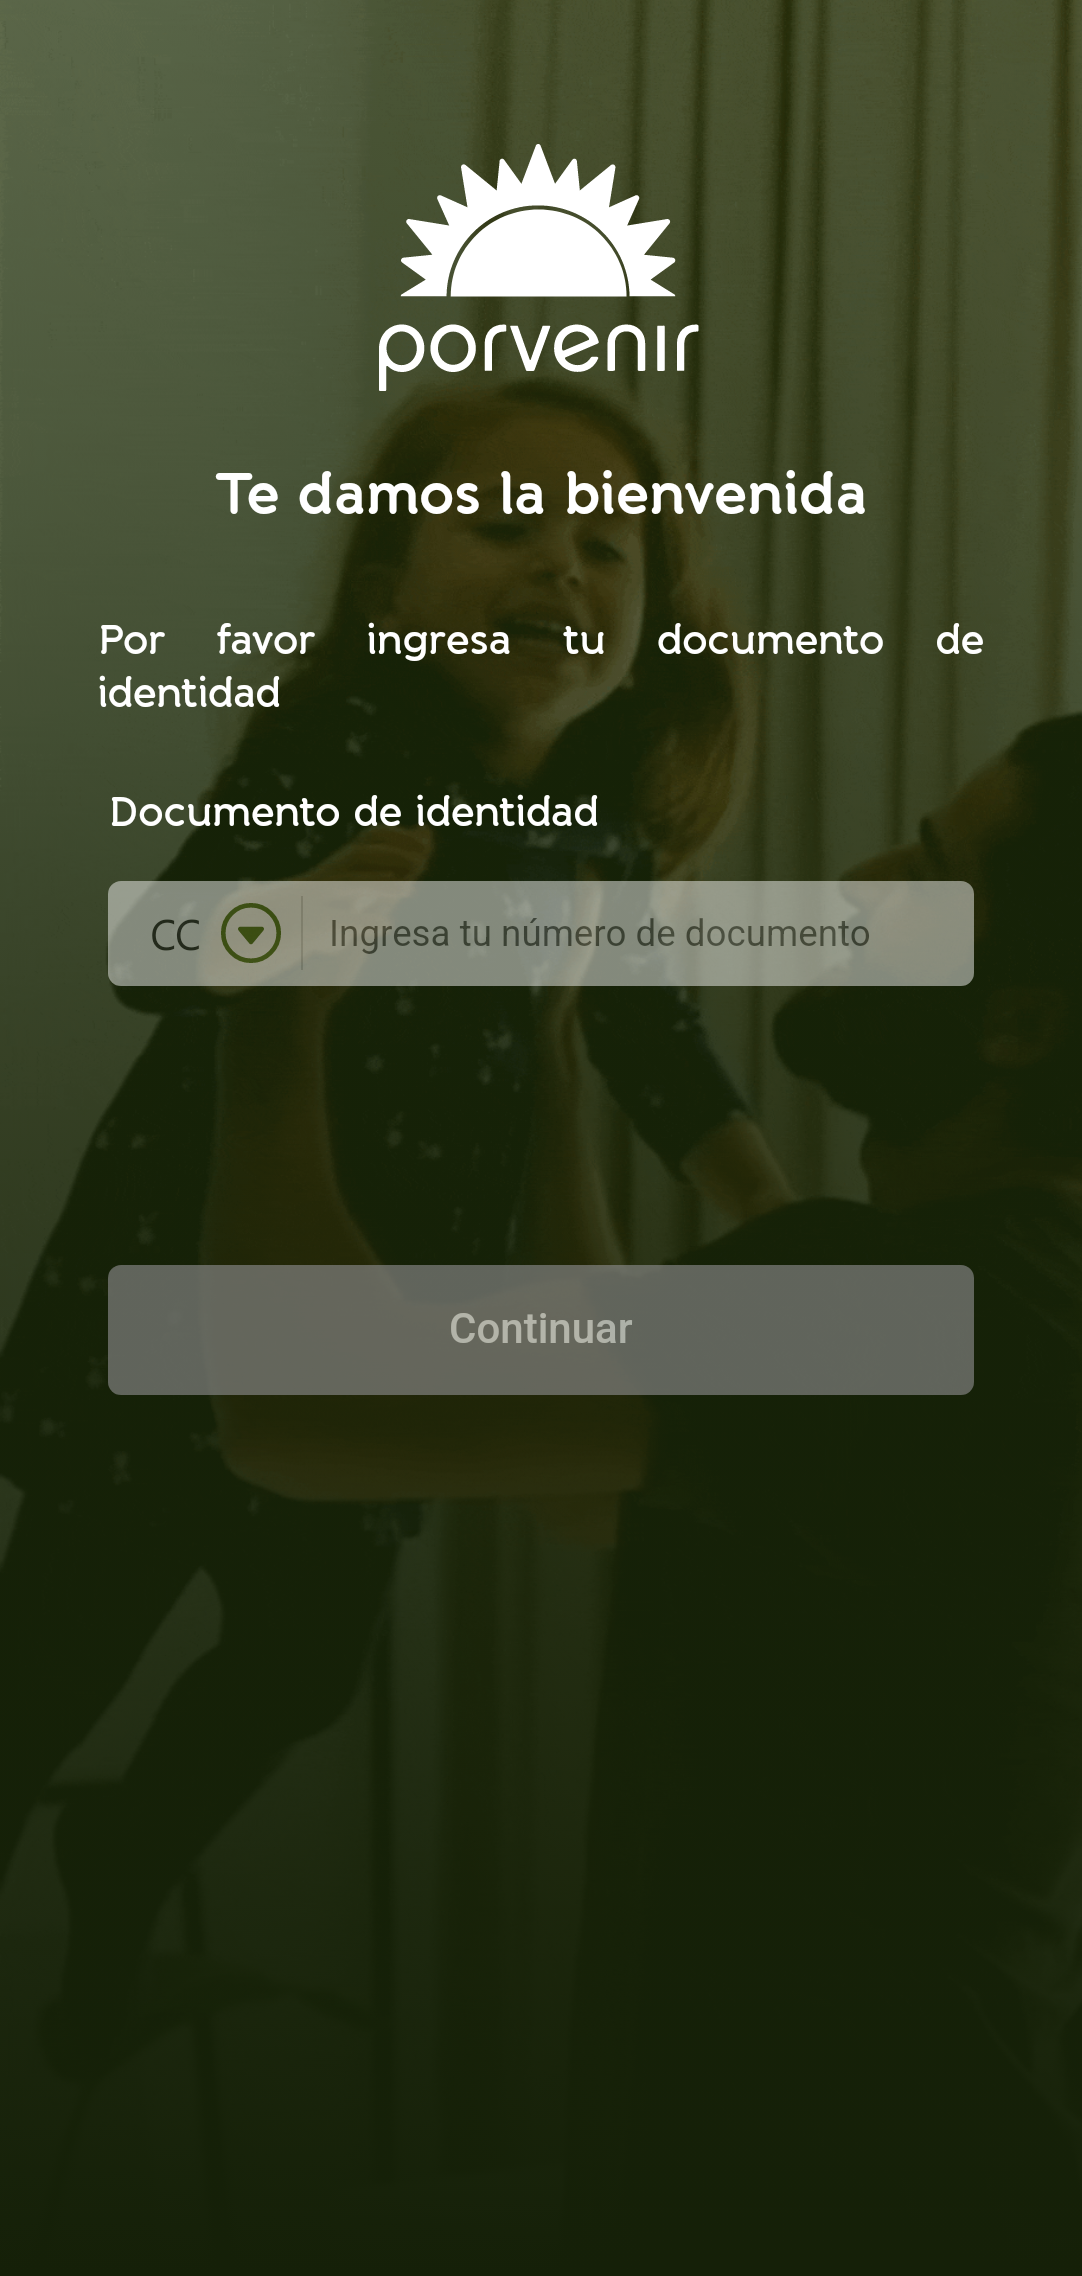 porvenir
Te damos la bienvenida
Por favor ingresa tu documento de
identidad
Documento de identidad
CC Ingresa tu número de documento
Continuar